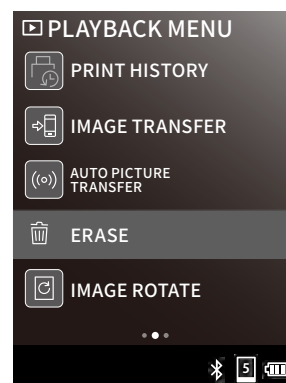 PLAYBACK MENU
PRINT HISTORY
IMAGE TRANSFER
AUTO PICTURE
TRANSFER
ERASE
IMAGE ROTATE
5